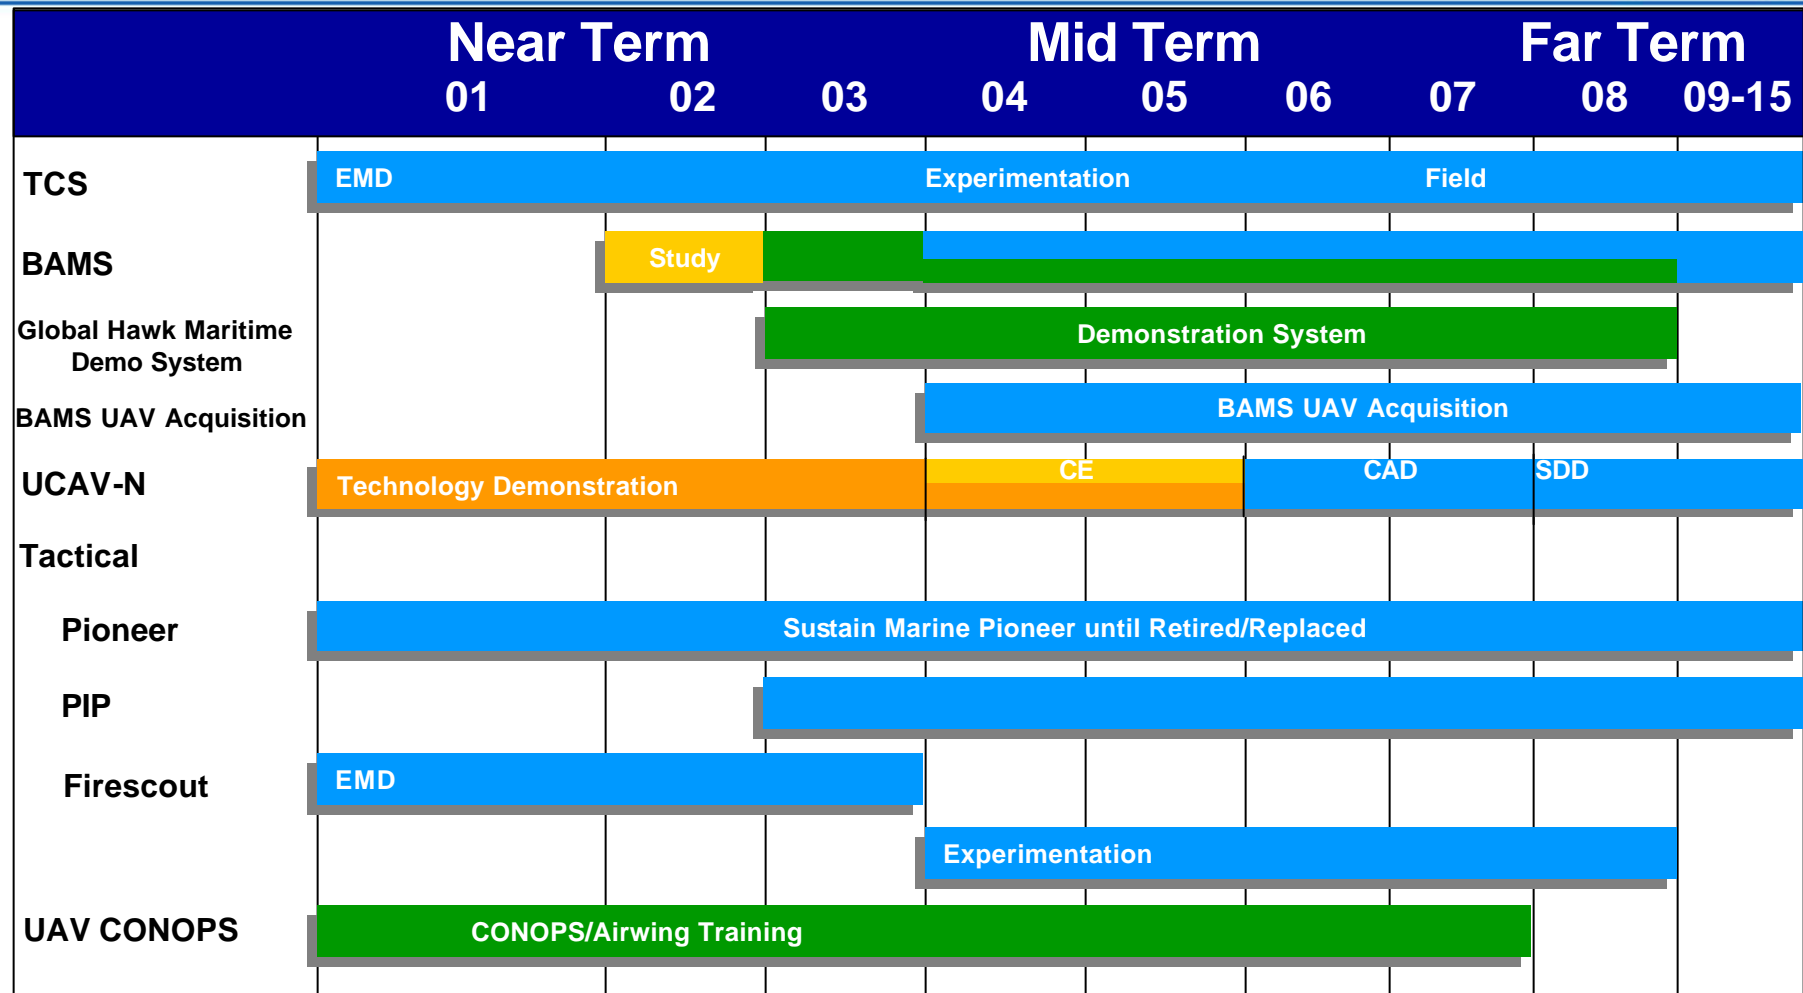 Near Term Mid Term Far Term
01 02 03 04 05 06 07 08 09-15
TCS EMD Experimentation Field
BAMS Study
Global Hawk Maritime
Demo System
Demonstration System
BAMS UAV Acquisition BAMS UAV Acquisition
UCAV-N Technology Demonstration CE CAD SDD
Tactical
Pioneer Sustain Marine Pioneer until Retired/Replaced
PIP
Firescout EMD
Experimentation
UAV CONOPS CONOPS/Airwing Training